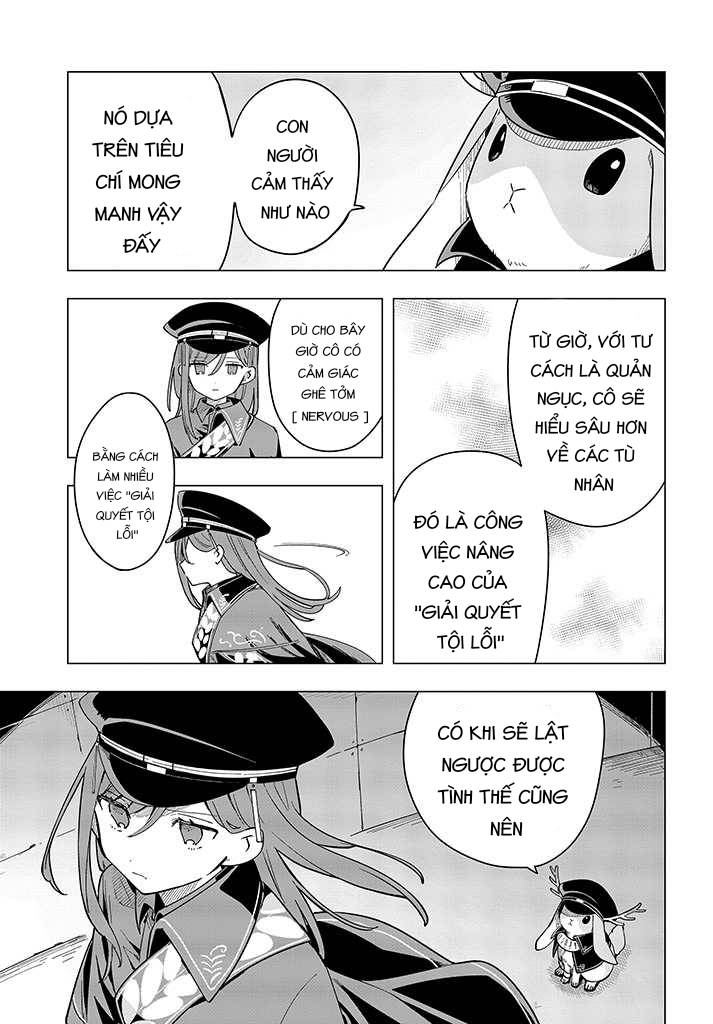 CON
NGƯỜI
CẢM THẤY
NHƯ NÀO
NÓ DỰA
TRÊN TIÊU
CHÍ MONG
MANH VẬY
ĐẤY
TỪ GIỜ, VỚI TƯ
CÁCH LÀ QUẢN
NGỤC, CÔ SẼ
HIỂU SÂU HƠN
VỀ CÁC TÙ
NHÂN
ĐÓ LÀ CÔNG
VIỆC NÂNG
CAO CỦA
"GIẢI QUYẾT
TỘI LỖI"
DÙ CHO BÂY
GIỜ CÔ CÓ
CẢM GIÁC
GHÊ TỞM
[ NERVOUS ]
BẰNG CÁCH
LÀM NHIỀU
VIỆC "GIẢI
QUYẾT TỘI
LỖI"
CÓ KHI SẼ LẬT
NGƯỢC ĐƯỢC
TÌNH THẾ CŨNG
NÊN